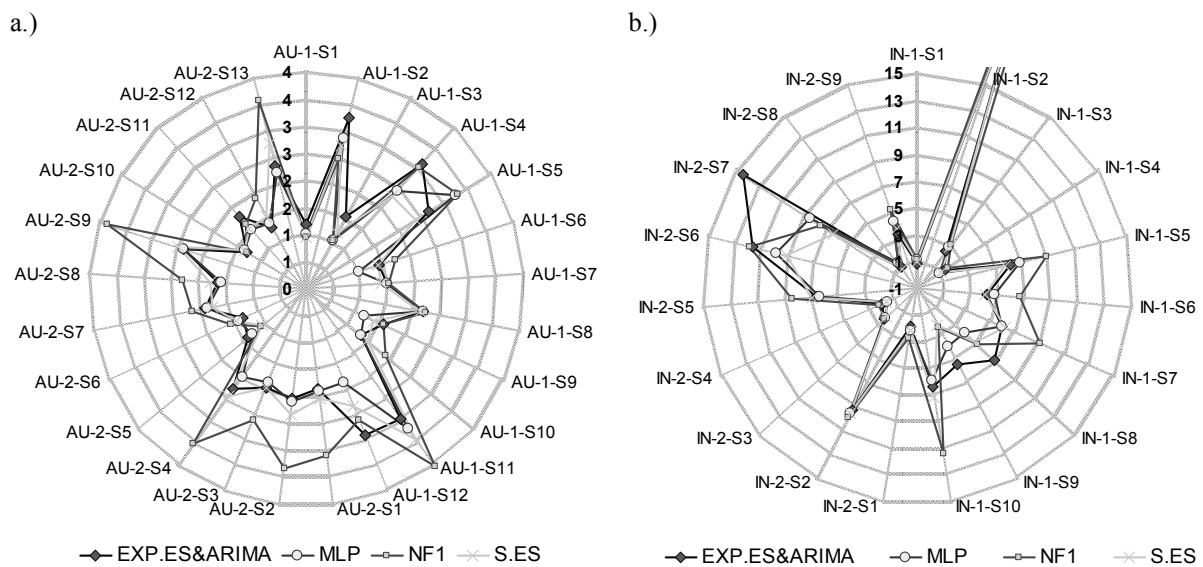 a.)
AU-1-S1
AU-1-S2
AU-1-S3
AU-1-S4
AU-1-S5
AU-1-S6
AU-1-S7
AU-1-S8
AU-1-S9
AU-1-S10
AU-1-S11
AU-1-S12
AU-2-S1
AU-2-S2
AU-2-S3
AU-2-S4
AU-2-S5
AU-2-S6
AU-2-S7
AU-2-S8
AU-2-S9
AU-2-S10
AU-2-S11
AU-2-S12
AU-2-S13
4
4
3
3
2
2
1
1
0
EXP.ES&ARIMA MLP NF1 S.ES
b.)
IN-1-S1
IN-1-S2
IN-1-S3
IN-1-S4
IN-1-S5
IN-1-S6
IN-1-S7
IN-1-S8
IN-1-S9
IN-1-S10
IN-2-S1
IN-2-S2
IN-2-S3
IN-2-S4
IN-2-S5
IN-2-S6
IN-2-S7
IN-2-S8
IN-2-S9
15
13
11
9
7
5
3
1
-1
EXP.ES&ARIMA MLP NF1 S.ES